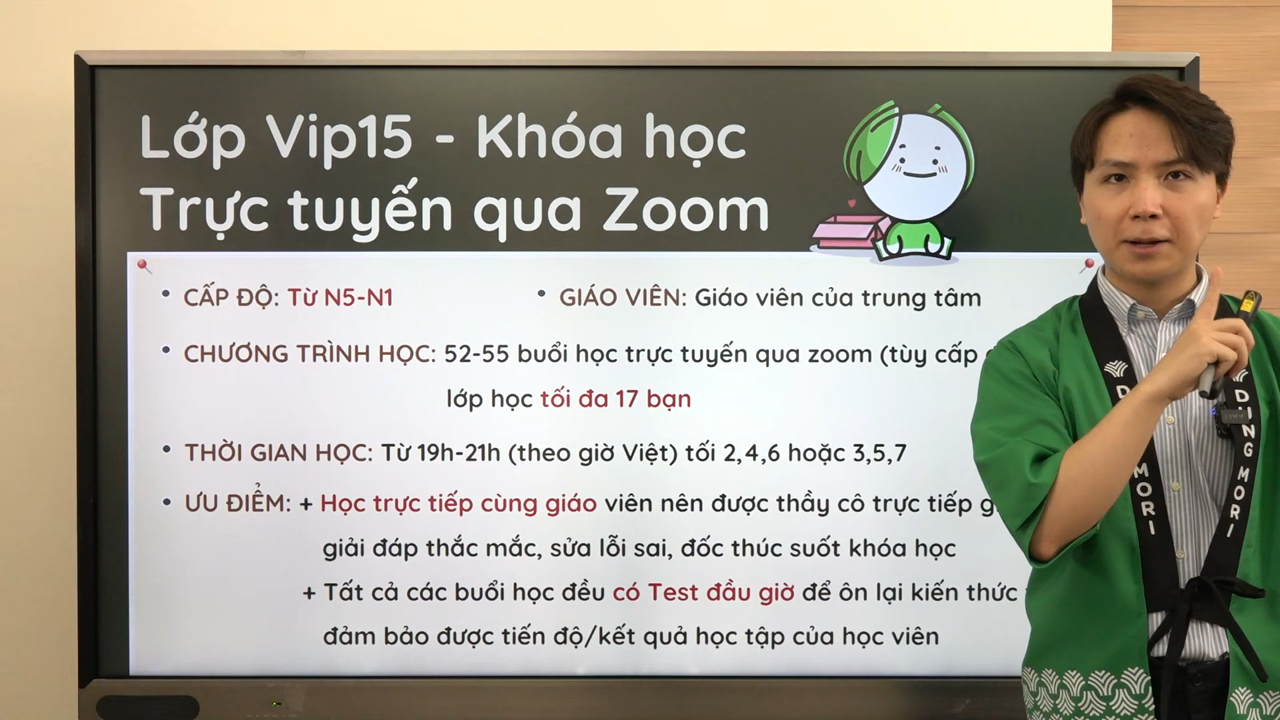 Lớp Vip15 - Khóa học
Trực tuyến qua Zoom
• CẤP ĐỘ: Từ N5-N1
• GIÁO VIÊN: Giáo viên của trung tâm
• CHƯƠNG TRÌNH HỌC: 52-55 buổi học trực tuyến qua zoom (tùy cấp
lớp học tối đa 17 bạn
• THỜI GIAN HỌC: Từ 19h-21h (theo giờ Việt) tối 2,4,6 hoặc 3,5,7
• ƯU ĐIỂM: + Học trực tiếp cùng giáo viên nên được thầy cô trực tiếp
giải đáp thắc mắc, sửa lỗi sai, đốc thúc suốt khóa học
+ Tất cả các buổi học đều có Test đầu giờ để ôn lại kiến thức
đảm bảo được tiến độ/kết quả học tập của học viên
DUNG MORI
DUNG MORI